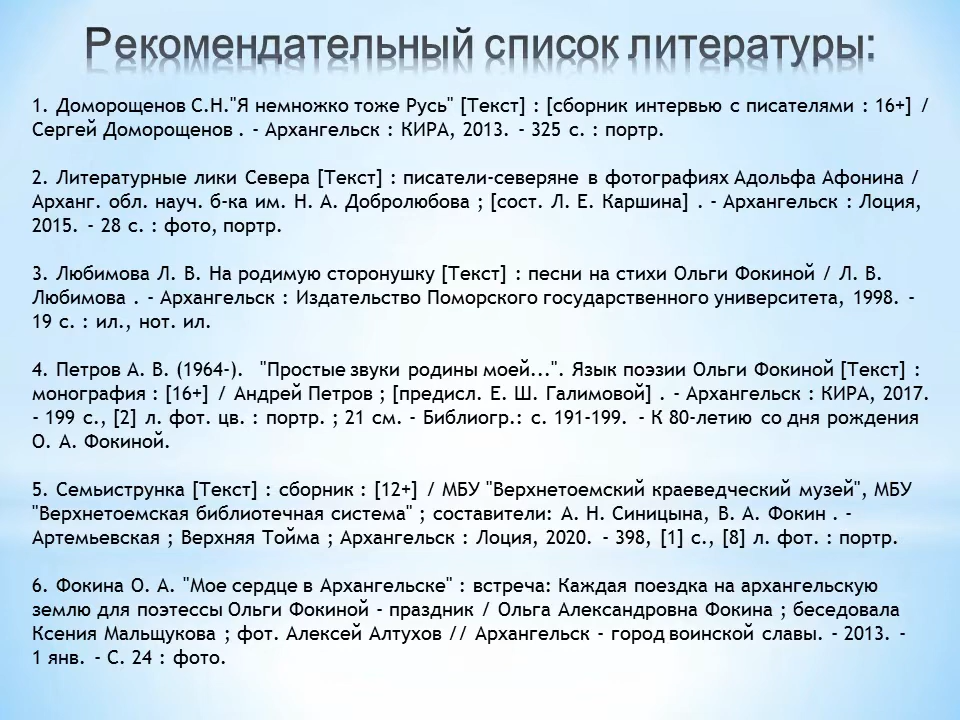 Рекомендательный список литературы:
1. Доморощенов С.Н."Я немножко тоже Русь" [Текст] : [сборник интервью с писателями : 16+] /
Сергей Доморощенов . - Архангельск : КИРА, 2013. - 325 с. : портр.
2. Литературные лики Севера [Текст] : писатели-северяне в фотографиях Адольфа Афонина /
Арханг. обл. науч. б-ка им. Н. А. Добролюбова ; [сост. Л. Е. Каршина] . - Архангельск : Лоция,
2015. - 28 с. : фото, портр.
3. Любимова Л. В. На родимую сторонушку [Текст] : песни на стихи Ольги Фокиной / Л. В.
Любимова . - Архангельск : Издательство Поморского государственного университета, 1998. -
19 с. : ил., нот. ил.
4. Петров А. В. (1964-). "Простые звуки родины моей...". Язык поэзии Ольги Фокиной [Текст] :
монография : [16+] / Андрей Петров ; [предисл. Е. Ш. Галимовой] . - Архангельск : КИРА, 2017.
- 199 с., [2] л. фот. цв. : портр. ; 21 см. - Библиогр.: с. 191-199. - К 80-летию со дня рождения
О. А. Фокиной.
5. Семьиструнка [Текст] : сборник : [12+] / МБУ "Верхнетоемский краеведческий музей", МБУ
"Верхнетоемская библиотечная система" ; составители: А. Н. Синицына, В. А. Фокин . -
Артемьевская ; Верхняя Тойма ; Архангельск : Лоция, 2020. - 398, [1] с., [8] л. фот. : портр.
6. Фокина О. А. "Мое сердце в Архангельске" : встреча: Каждая поездка на архангельскую
землю для поэтессы Ольги Фокиной - праздник / Ольга Александровна Фокина ; беседовала
Ксения Мальщукова ; фот. Алексей Алтухов // Архангельск - город воинской славы. - 2013. -
1 янв. - С. 24 : фото.